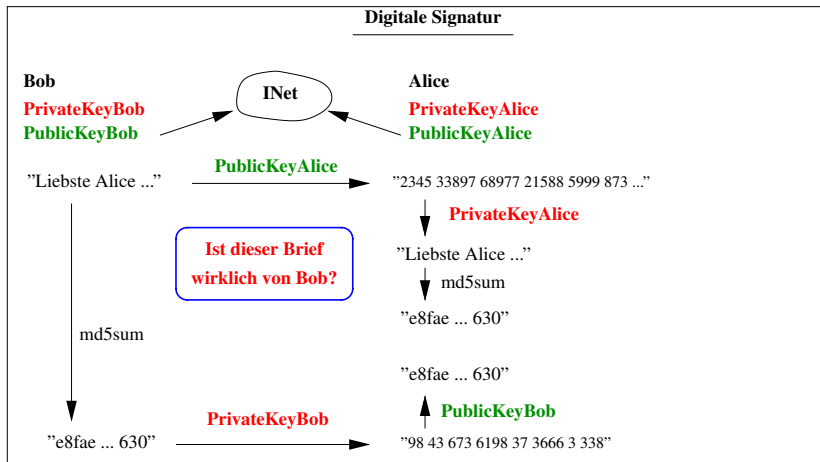 Digitale Signatur
Bob
INet
Alice
PrivateKeyBob
PrivateKeyAlice
PublicKeyBob
PublicKeyAlice
PublicKeyAlice
"Liebste Alice ..."
"2345 33897 68977 21588 5999 873 ..."
PrivateKeyAlice
Ist dieser Brief
wirklich von Bob?
"Liebste Alice ..."
md5sum
"e8fae ... 630"
md5sum
"e8fae ... 630"
PrivateKeyBob
PublicKeyBob
"e8fae ... 630"
"98 43 673 6198 37 3666 3 338"